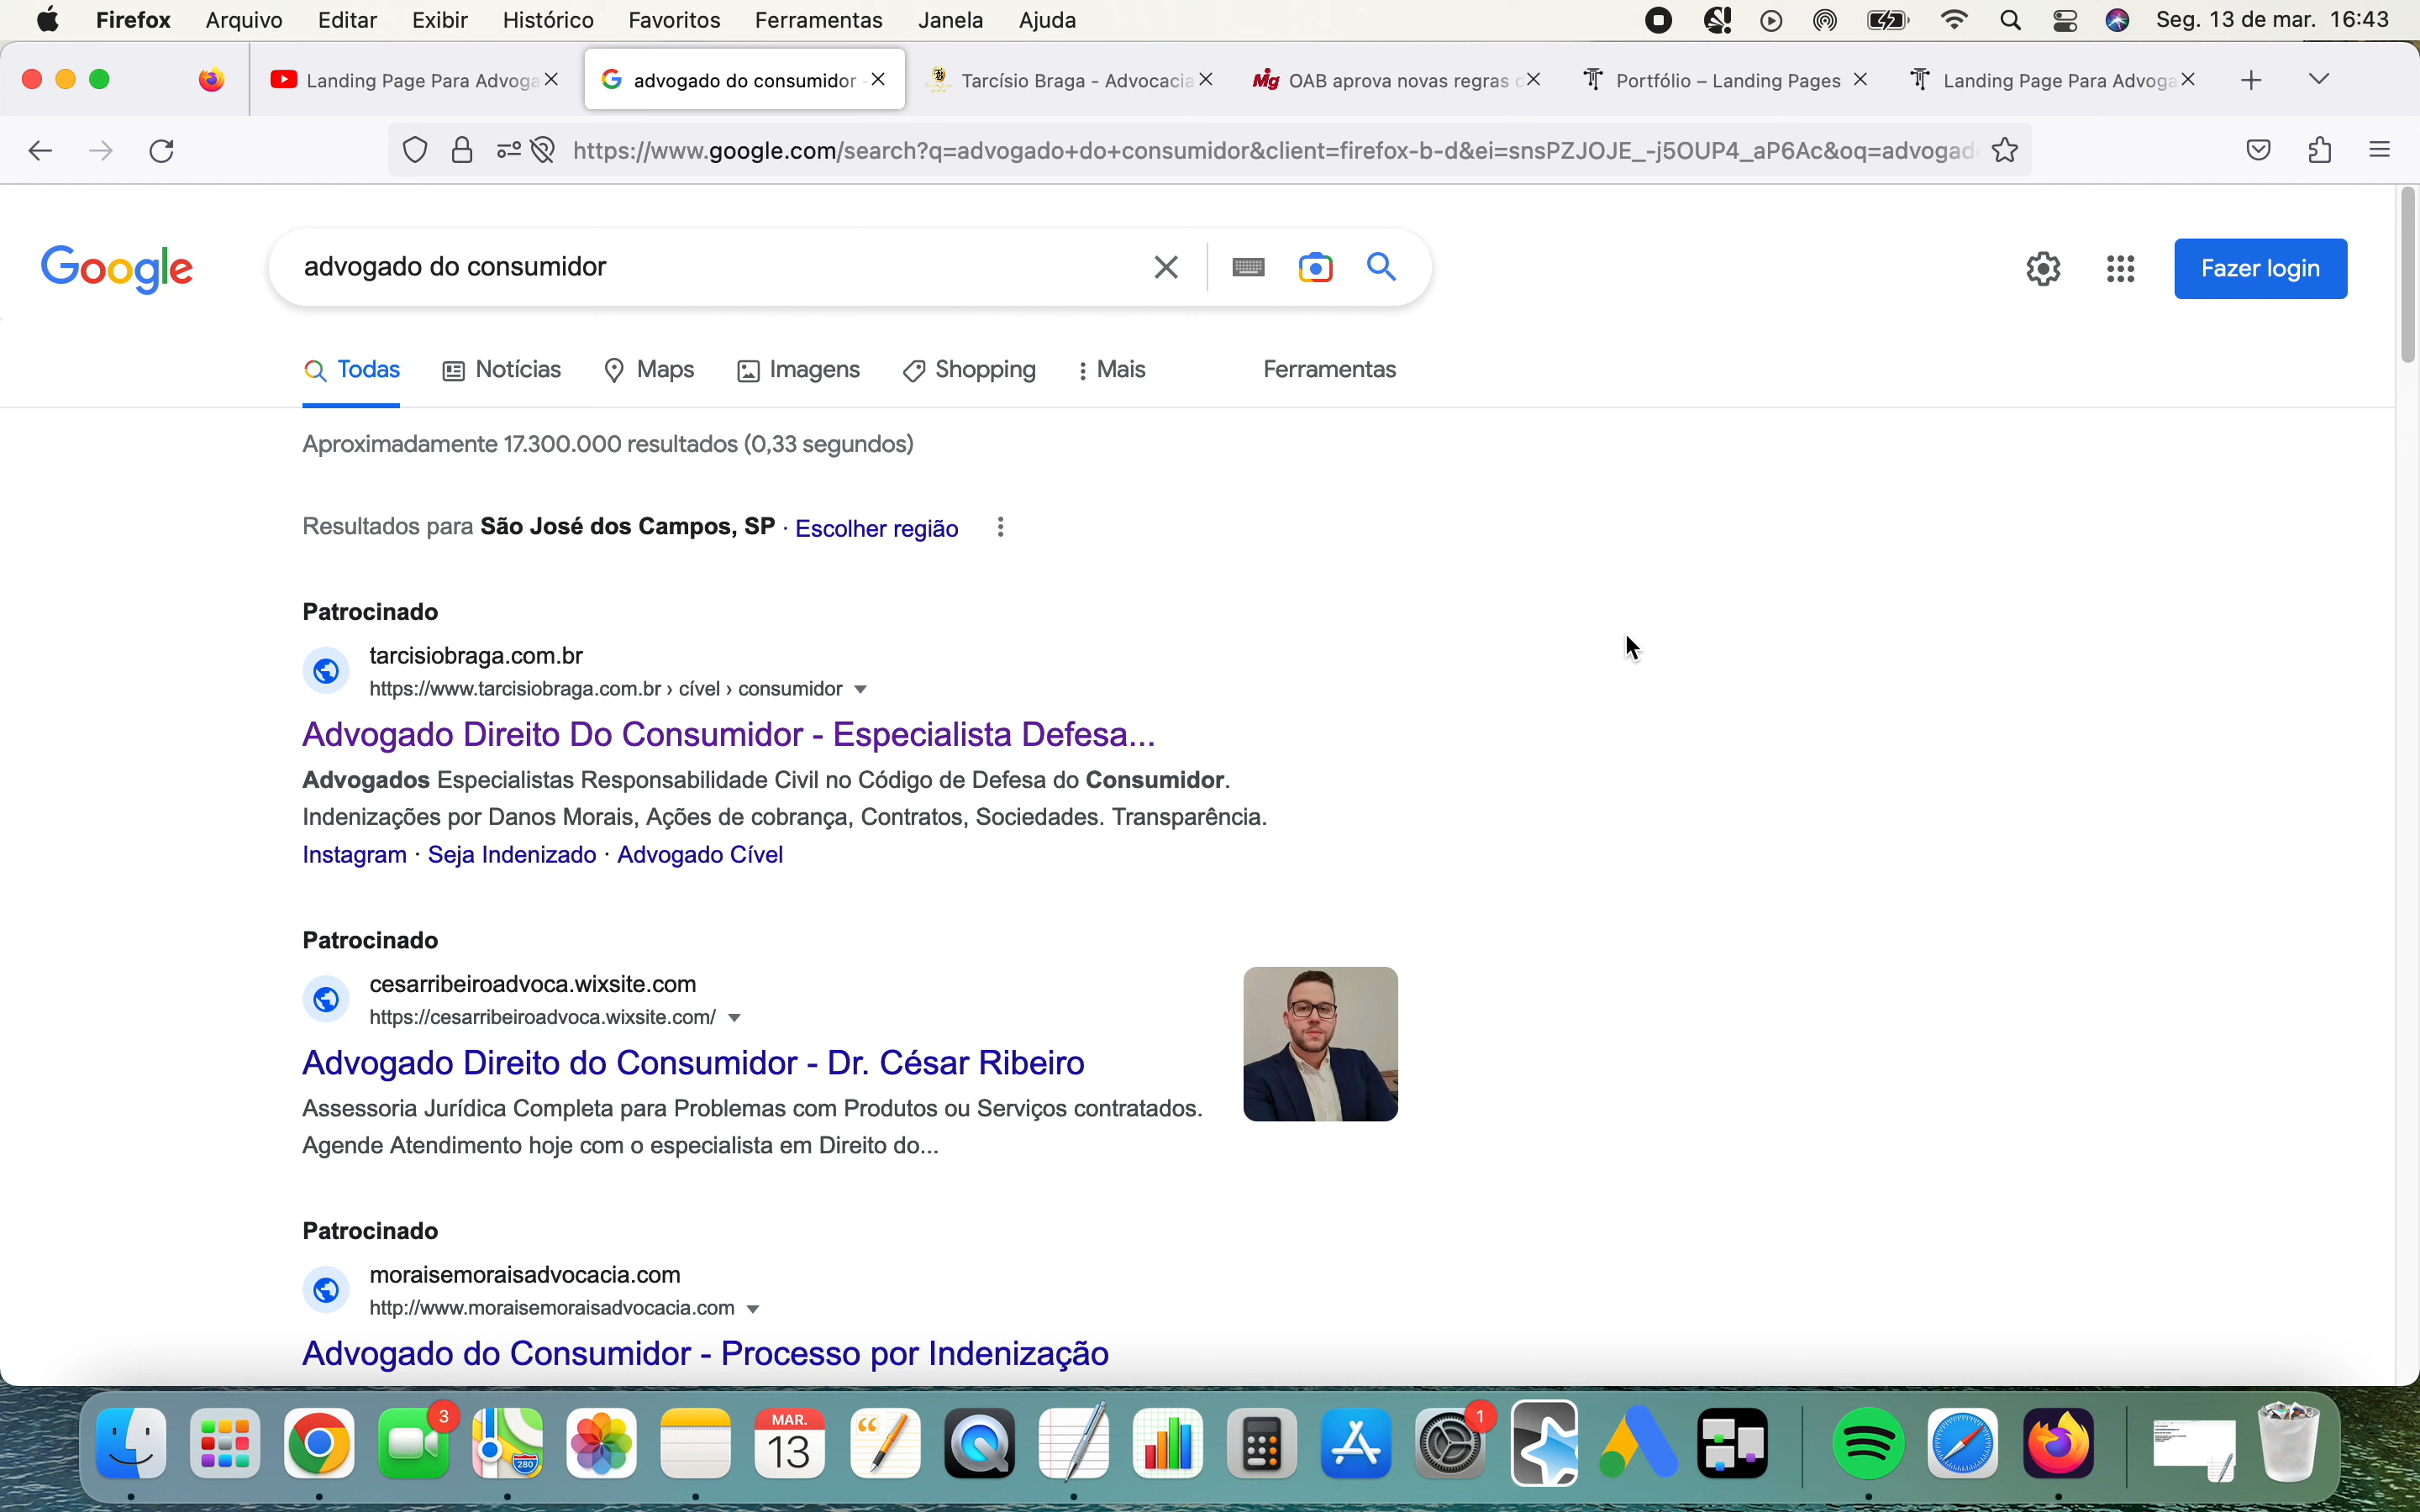 Firefox Arquivo Editar Exibir Histórico Favoritos Ferramentas Janela Ajuda Seg. 13 de mar. 16:43
Landing Page Para Advoga advogado do consumidor - Tarcísio Braga - Advocacia OAB aprova novas regras Portfólio – Landing Pages Landing Page Para Advoga
https://www.google.com/search?q=advogado+do+consumidor&client=firefox-b-d&ei=snsPZJOJE_-j5OUP4_aP6Ac&oq=advogad
Google advogado do consumidor Fazer login
Todas Notícias Maps Imagens Shopping Mais Ferramentas
Aproximadamente 17.300.000 resultados (0,33 segundos)
Resultados para São José dos Campos, SP · Escolher região
Patrocinado
tarcisiobraga.com.br
https://www.tarcisiobraga.com.br › cível › consumidor
Advogado Direito Do Consumidor - Especialista Defesa...
Advogados Especialistas Responsabilidade Civil no Código de Defesa do Consumidor.
Indenizações por Danos Morais, Ações de cobrança, Contratos, Sociedades. Transparência.
Instagram · Seja Indenizado · Advogado Cível
Patrocinado
cesarribeiroadvoca.wixsite.com
https://cesarribeiroadvoca.wixsite.com/
Advogado Direito do Consumidor - Dr. César Ribeiro
Assessoria Jurídica Completa para Problemas com Produtos ou Serviços contratados.
Agende Atendimento hoje com o especialista em Direito do...
Patrocinado
moraisemoraisadvocacia.com
http://www.moraisemoraisadvocacia.com
Advogado do Consumidor - Processo por Indenização
3 280 MAR. 13 1